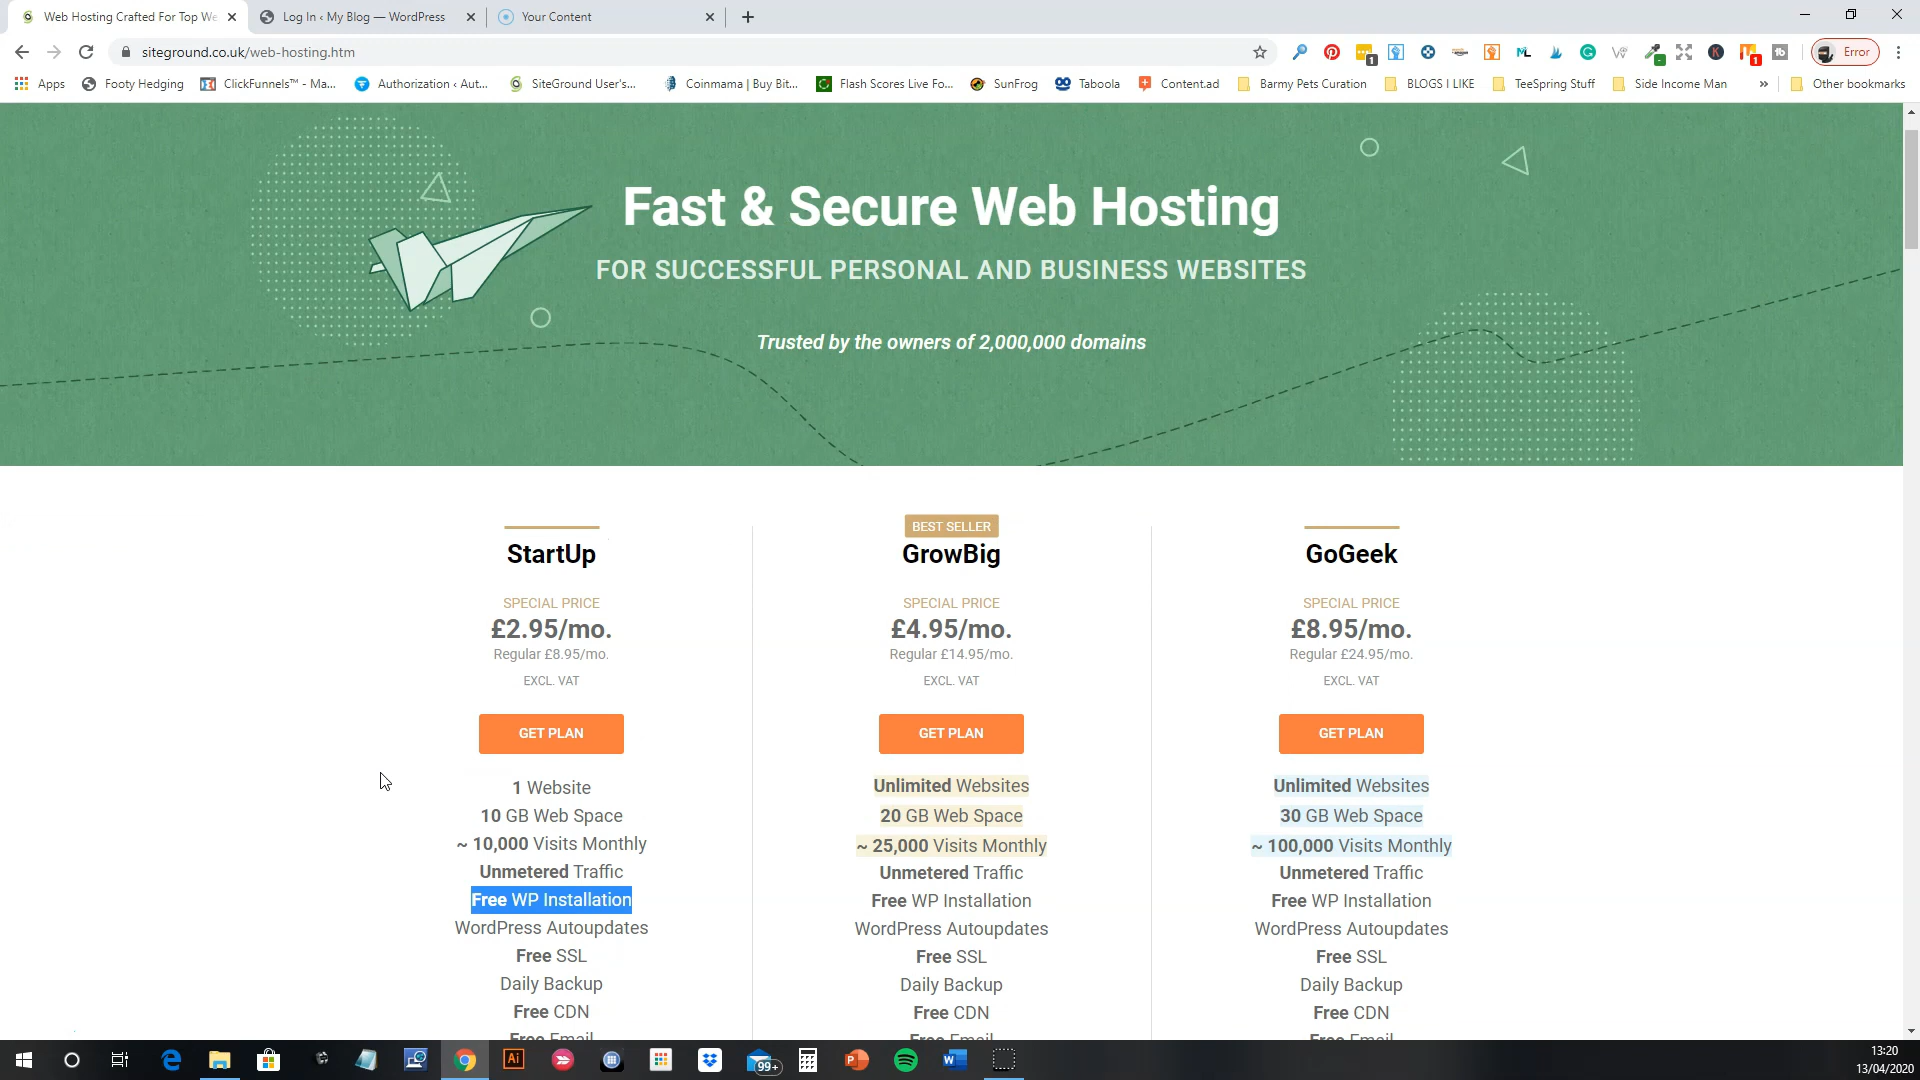 Web Hosting Crafted For Top We
Log In ‹ My Blog — WordPress
Your Content
siteground.co.uk/web-hosting.htm
Error
Apps
Footy Hedging
ClickFunnels™ - Ma...
Authorization ‹ Aut...
SiteGround User's...
Coinmama | Buy Bit...
Flash Scores Live Fo...
SunFrog
Taboola
Content.ad
Barmy Pets Curation
BLOGS I LIKE
TeeSpring Stuff
Side Income Man
»
Other bookmarks
Fast & Secure Web Hosting
FOR SUCCESSFUL PERSONAL AND BUSINESS WEBSITES
Trusted by the owners of 2,000,000 domains
StartUp
SPECIAL PRICE
£2.95/mo.
Regular £8.95/mo.
EXCL. VAT
GET PLAN
1 Website
10 GB Web Space
~ 10,000 Visits Monthly
Unmetered Traffic
Free WP Installation
WordPress Autoupdates
Free SSL
Daily Backup
Free CDN
Free Email
BEST SELLER
GrowBig
SPECIAL PRICE
£4.95/mo.
Regular £14.95/mo.
EXCL. VAT
GET PLAN
Unlimited Websites
20 GB Web Space
~ 25,000 Visits Monthly
Unmetered Traffic
Free WP Installation
WordPress Autoupdates
Free SSL
Daily Backup
Free CDN
Free Email
GoGeek
SPECIAL PRICE
£8.95/mo.
Regular £24.95/mo.
EXCL. VAT
GET PLAN
Unlimited Websites
30 GB Web Space
~ 100,000 Visits Monthly
Unmetered Traffic
Free WP Installation
WordPress Autoupdates
Free SSL
Daily Backup
Free CDN
Free Email
Ai
99+
13:20
13/04/2020